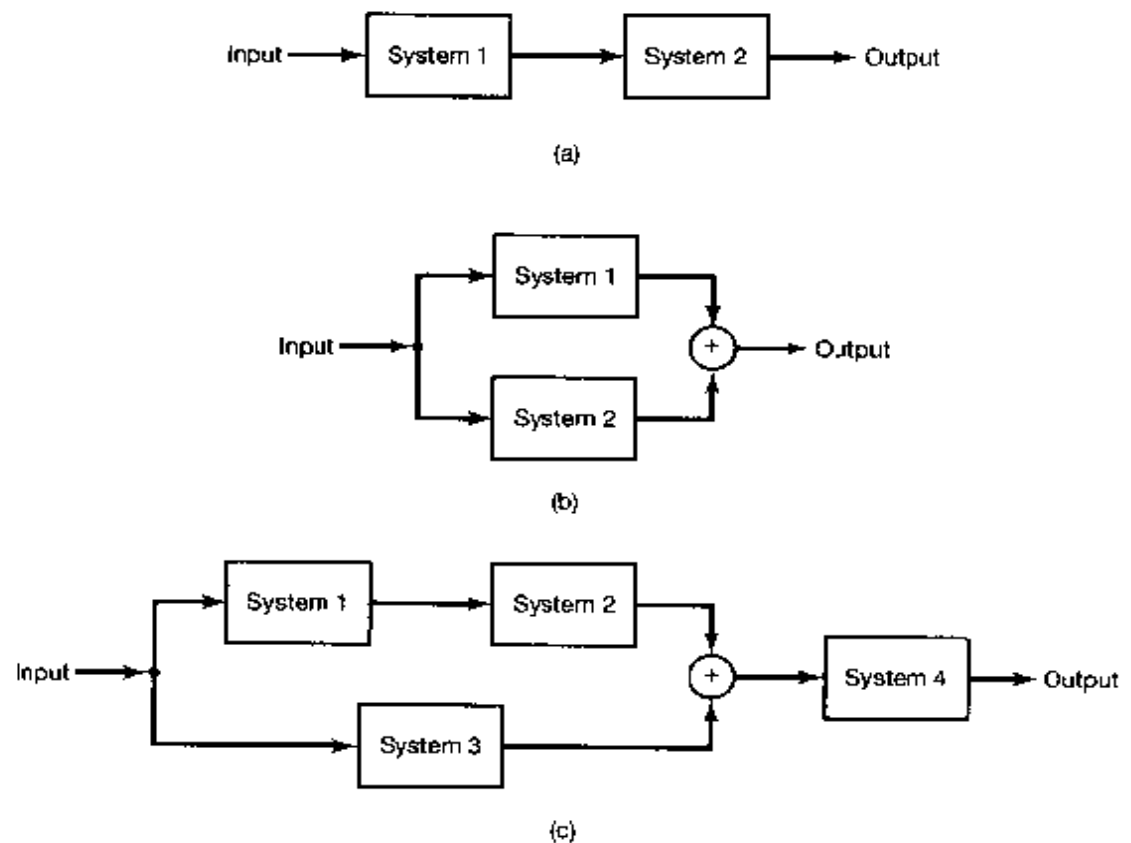 Input System 1 System 2 Output
(a)
System 1
Input + Output
System 2
(b)
System 1 System 2
Input + System 4 Output
System 3
(c)